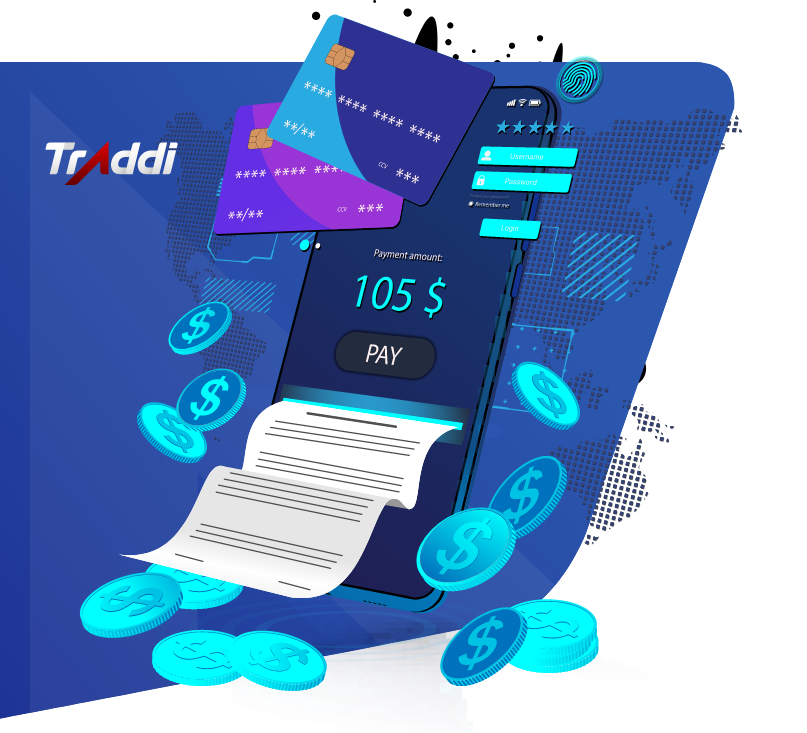 Traddi
**** **** **** ****
**/**
CCV
***
**** **** ****
**/**
CCV
***
Username
Password
Remember me
Login
Payment amount:
105 $
PAY
$
$
$
$
$
$
$
$
$
$
$
$